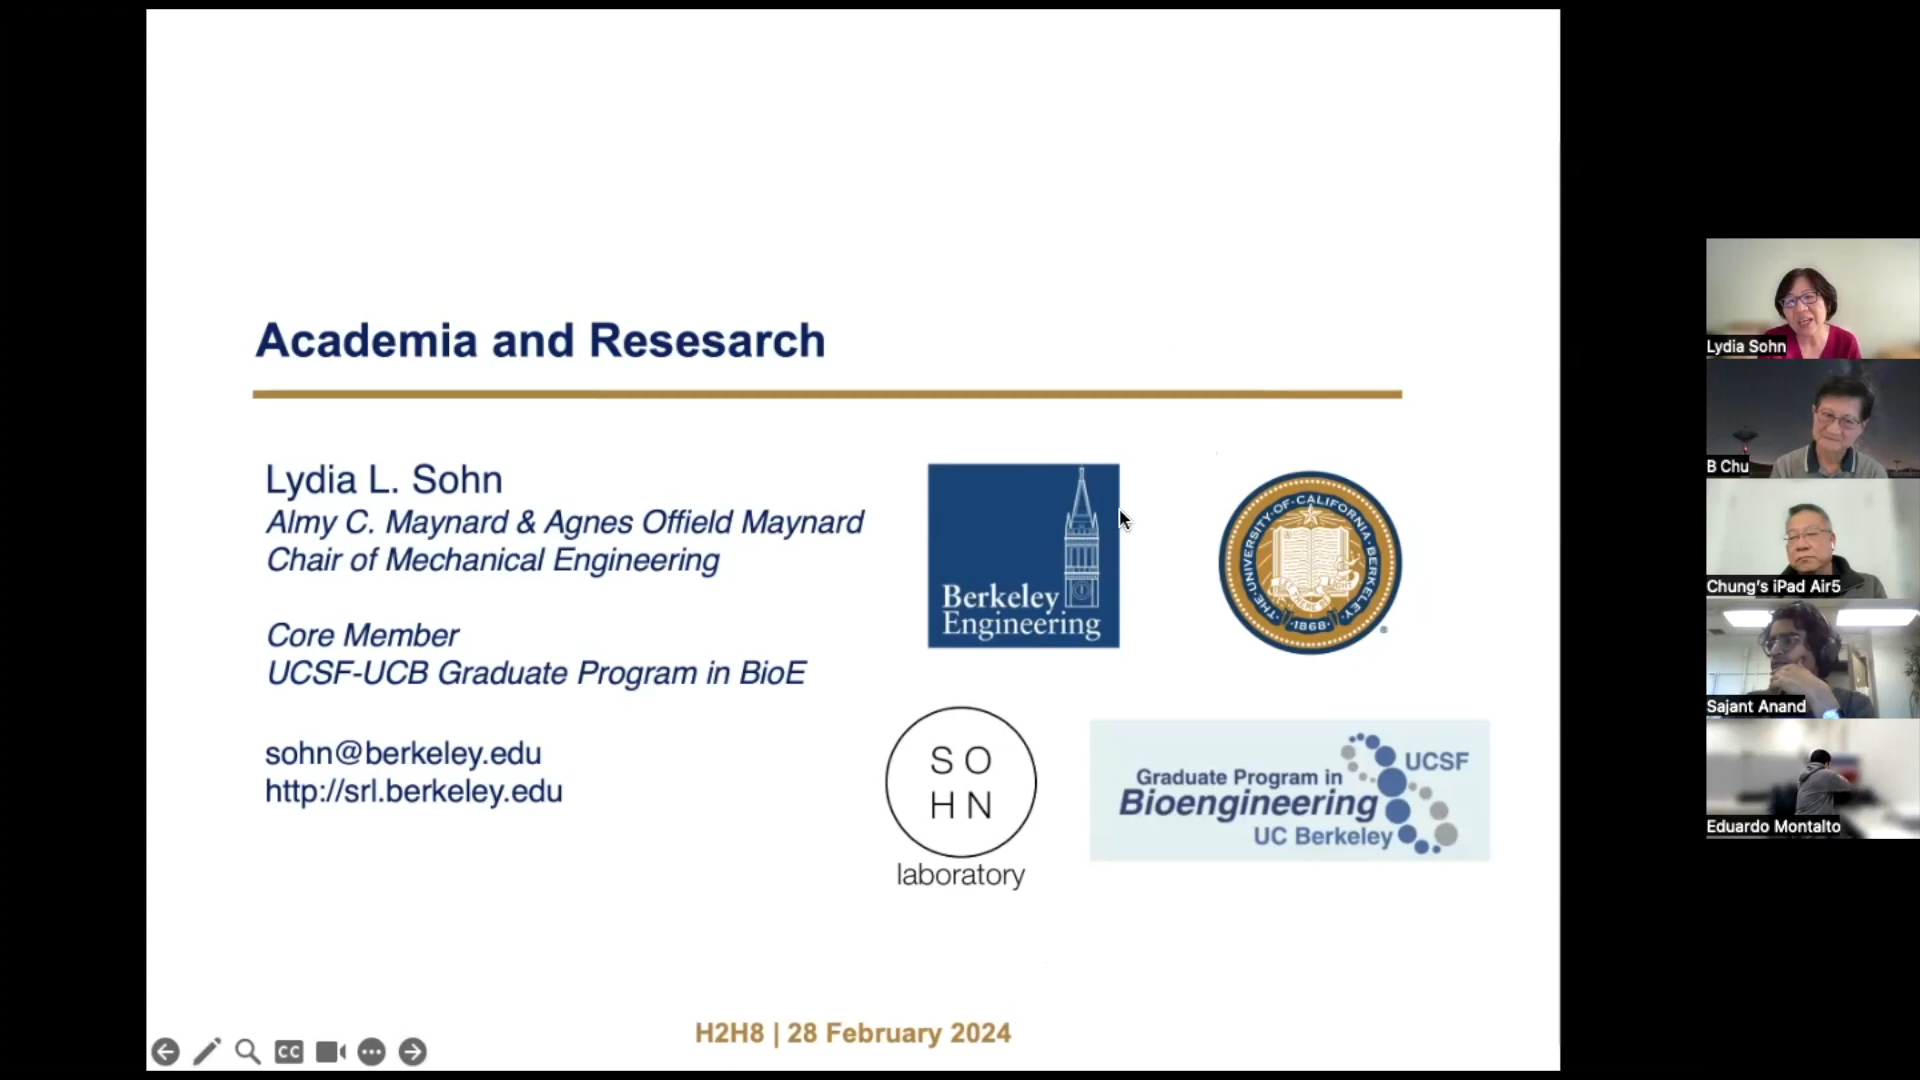 Academia and Resesarch
Lydia L. Sohn
Almy C. Maynard & Agnes Offield Maynard
Chair of Mechanical Engineering
Core Member
UCSF-UCB Graduate Program in BioE
sohn@berkeley.edu
http://srl.berkeley.edu
Berkeley
Engineering
THE·UNIVERSITY·OF·CALIFORNIA·BERKELEY
·1868·
S O
H N
laboratory
Graduate Program in
Bioengineering
UCSF
UC Berkeley
H2H8 | 28 February 2024
CC
Lydia Sohn
B Chu
Chung's iPad Air5
Sajant Anand
Eduardo Montalto